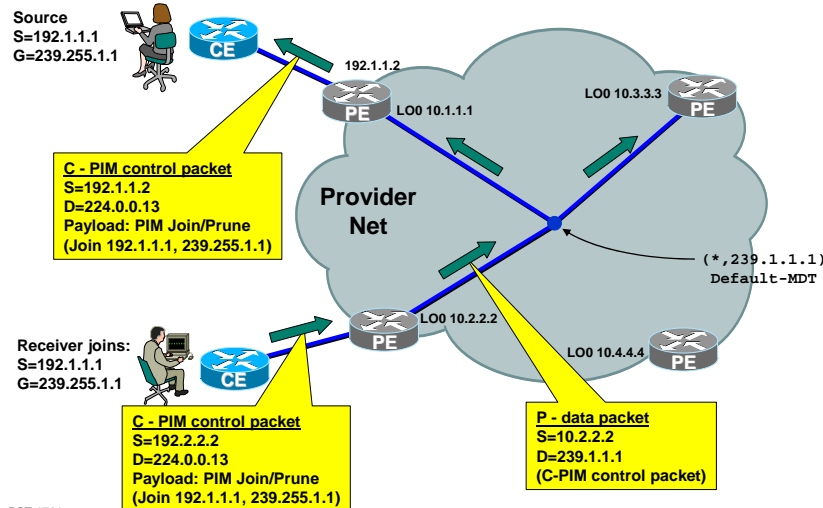 Source
S=192.1.1.1
G=239.255.1.1
CE
192.1.1.2
PE
LO0 10.1.1.1
LO0 10.3.3.3
PE
C - PIM control packet
S=192.1.1.2
D=224.0.0.13
Payload: PIM Join/Prune
(Join 192.1.1.1, 239.255.1.1)
Provider
Net
(*,239.1.1.1)
Default-MDT
Receiver joins:
S=192.1.1.1
G=239.255.1.1
CE
PE
LO0 10.2.2.2
LO0 10.4.4.4
PE
C - PIM control packet
S=192.2.2.2
D=224.0.0.13
Payload: PIM Join/Prune
(Join 192.1.1.1, 239.255.1.1)
P - data packet
S=10.2.2.2
D=239.1.1.1
(C-PIM control packet)